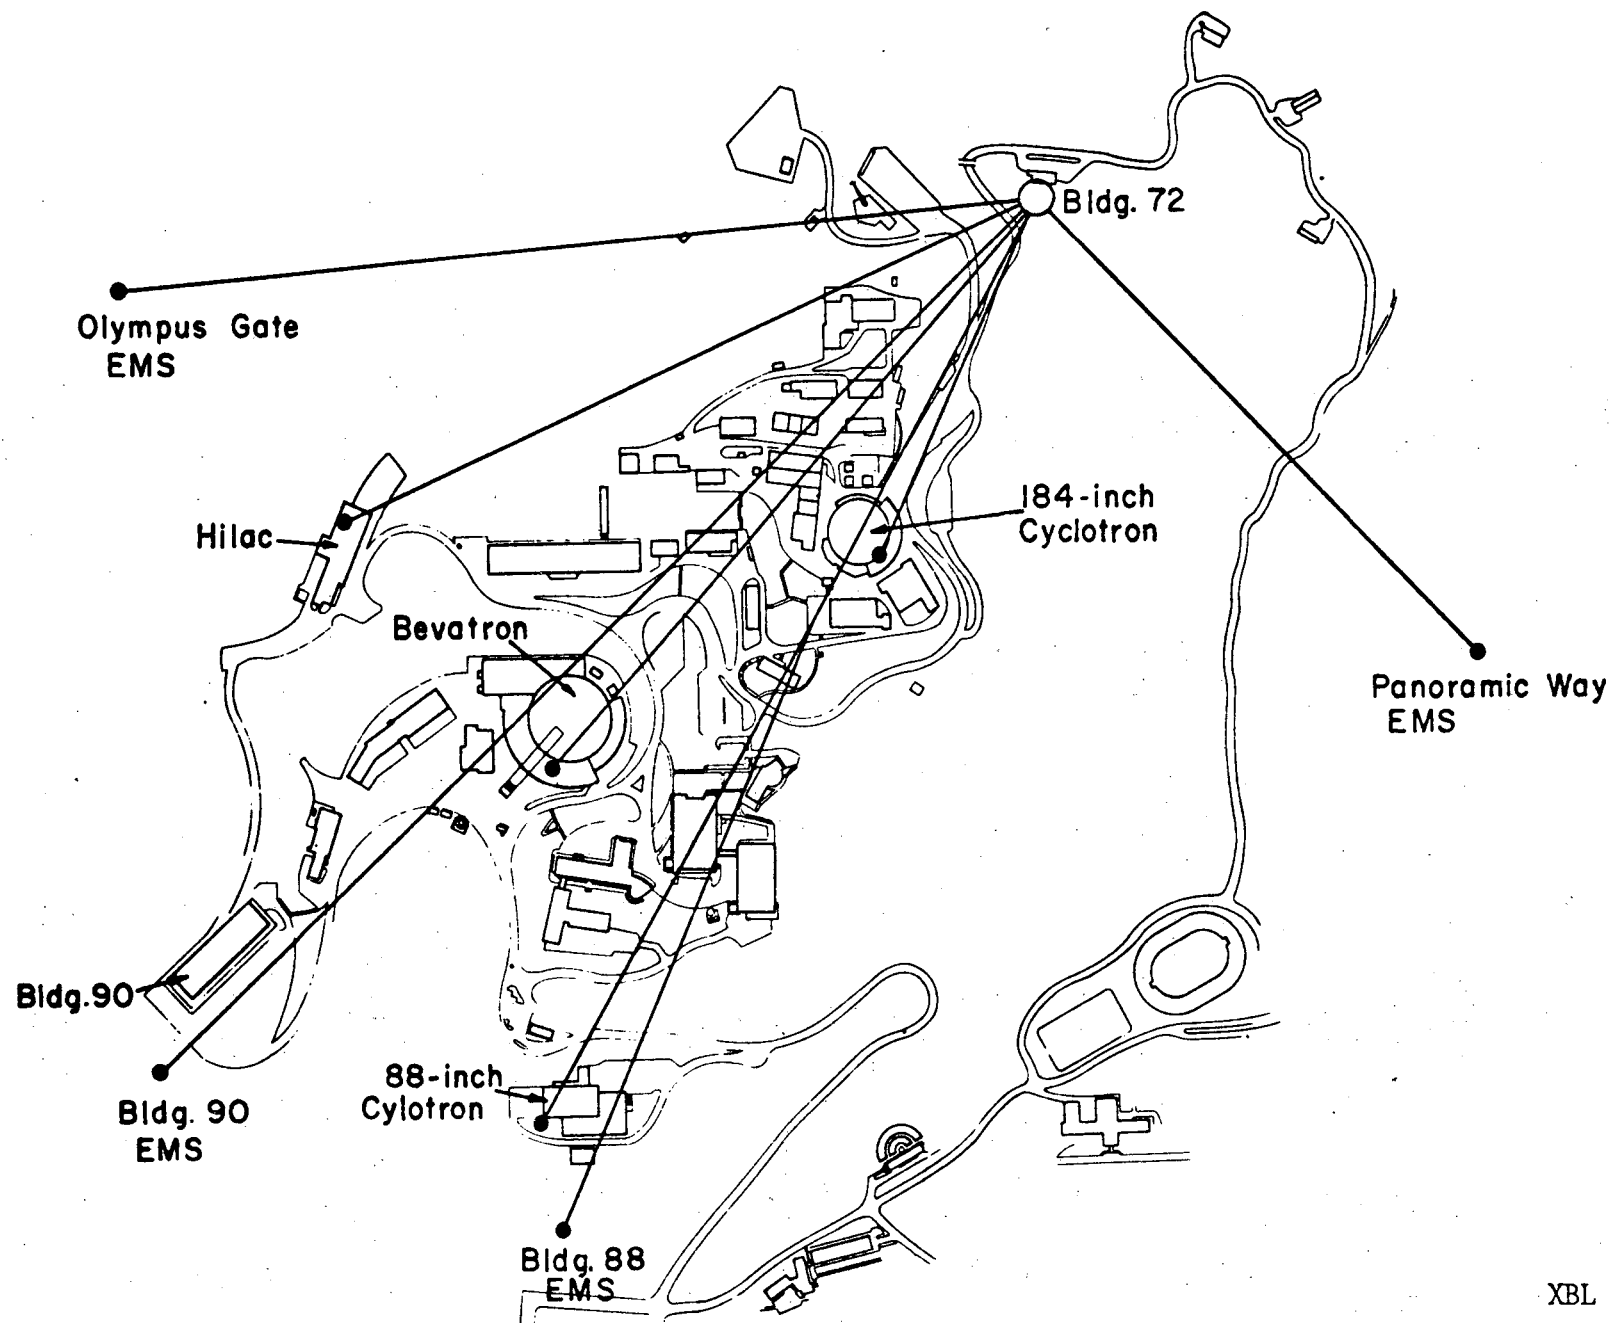 Bldg. 72
Olympus Gate
EMS
184-inch
Cyclotron
Hilac
Bevatron
Panoramic Way
EMS
Bldg.90
88-inch
Cylotron
Bldg. 90
EMS
Bldg. 88
EMS
XBL